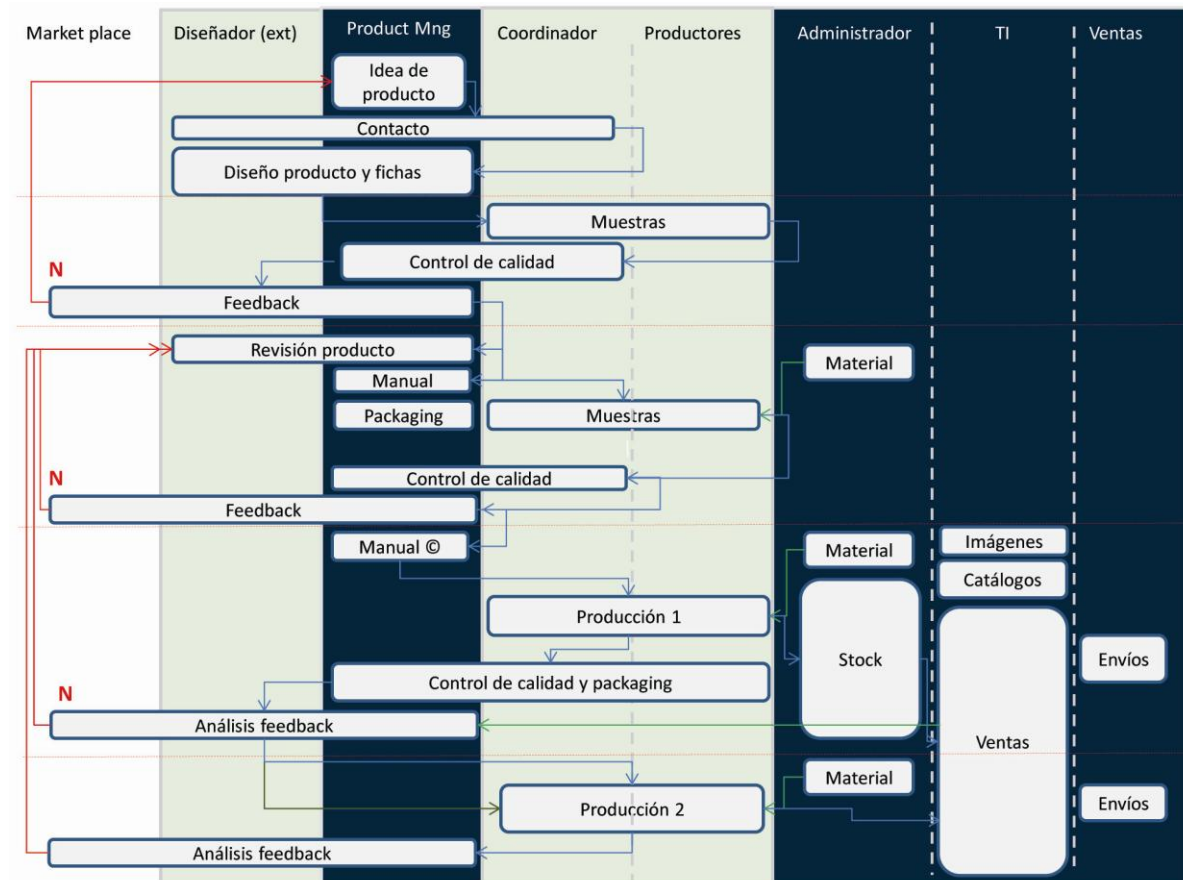 Market place
Diseñador (ext)
Product Mng
Coordinador
Productores
Administrador
TI
Ventas
Idea de
producto
Contacto
Diseño producto y fichas
Muestras
Control de calidad
N
Feedback
Revisión producto
Material
Manual
Packaging
Muestras
N
Control de calidad
Feedback
Manual ©
Material
Imágenes
Catálogos
Producción 1
Stock
Envíos
Control de calidad y packaging
N
Análisis feedback
Ventas
Material
Producción 2
Envíos
Análisis feedback